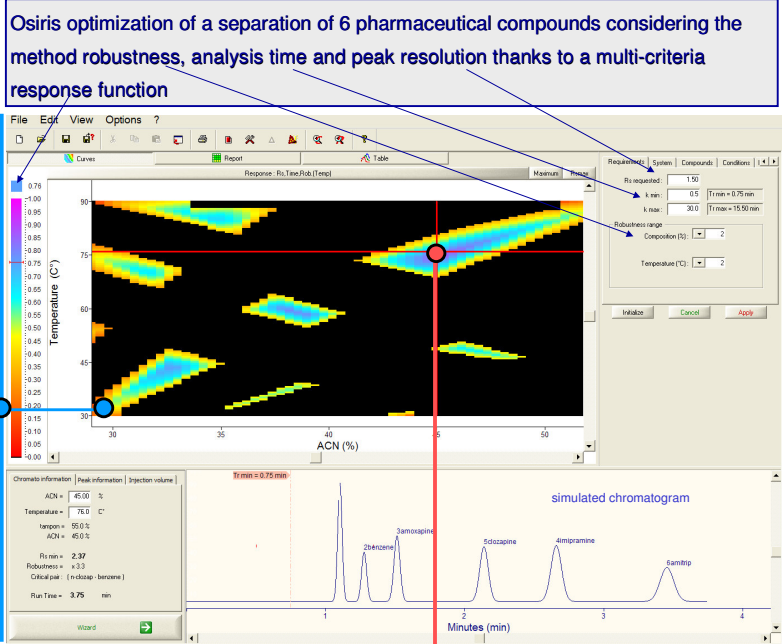 Osiris optimization of a separation of 6 pharmaceutical compounds considering the
method robustness, analysis time and peak resolution thanks to a multi-criteria
response function
File Edit View Options ?
Curves Report Table
Response : Rs,Time,Rob.(Temp) Maximum
Requirements System Compounds Conditions
0.76
1.00
0.95
0.90
0.85
0.80
0.75
0.70
0.65
0.60
0.55
0.50
0.45
0.40
0.35
0.30
0.25
0.20
0.15
0.10
0.05
0.00
Temperature (C°)
90
75
60
45
30
30 35 45 50
ACN (%)
Rs requested : 1.50
k min : 0.5 Tr min = 0.75 min
k max : 30.0 Tr max = 15.50 min
Robustness range
Composition (%) : 2
Temperature (°C) : 2
Initialize Cancel Apply
Chromato information Peak information Injection volume
ACN = 45.00 %
Temperature = 76.0 C°
tampon = 55.0 %
ACN = 45.0 %
Rs min = 2.37
Robustness = x 3.3
Critical pair : ( n-clozap - benzene )
Run Time = 3.75 min
Wizard
Tr min = 0.75 min
simulated chromatogram
2benzene
3amoxapine
5clozapine
4imipramine
6amitrip
1 2 3 4
Minutes (min)